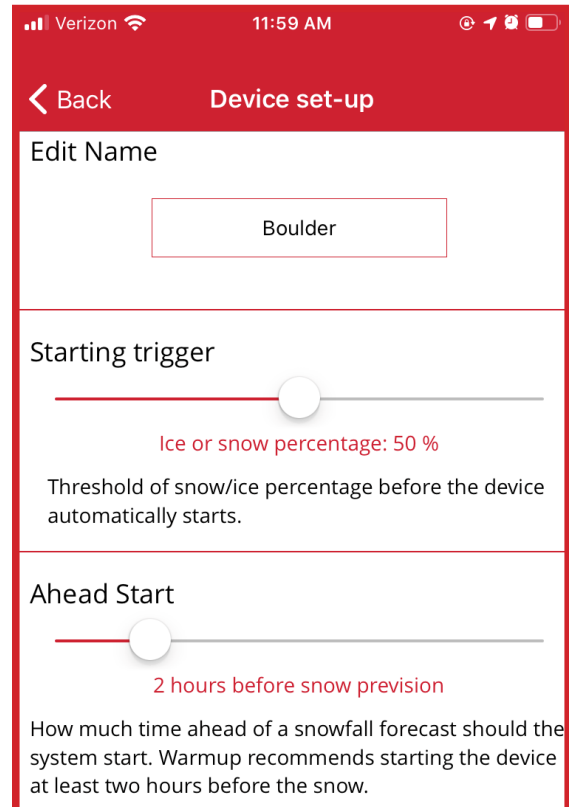 Verizon 11:59 AM
Back Device set-up
Edit Name
Boulder
Starting trigger
Ice or snow percentage: 50 %
Threshold of snow/ice percentage before the device
automatically starts.
Ahead Start
2 hours before snow prevision
How much time ahead of a snowfall forecast should the
system start. Warmup recommends starting the device
at least two hours before the snow.